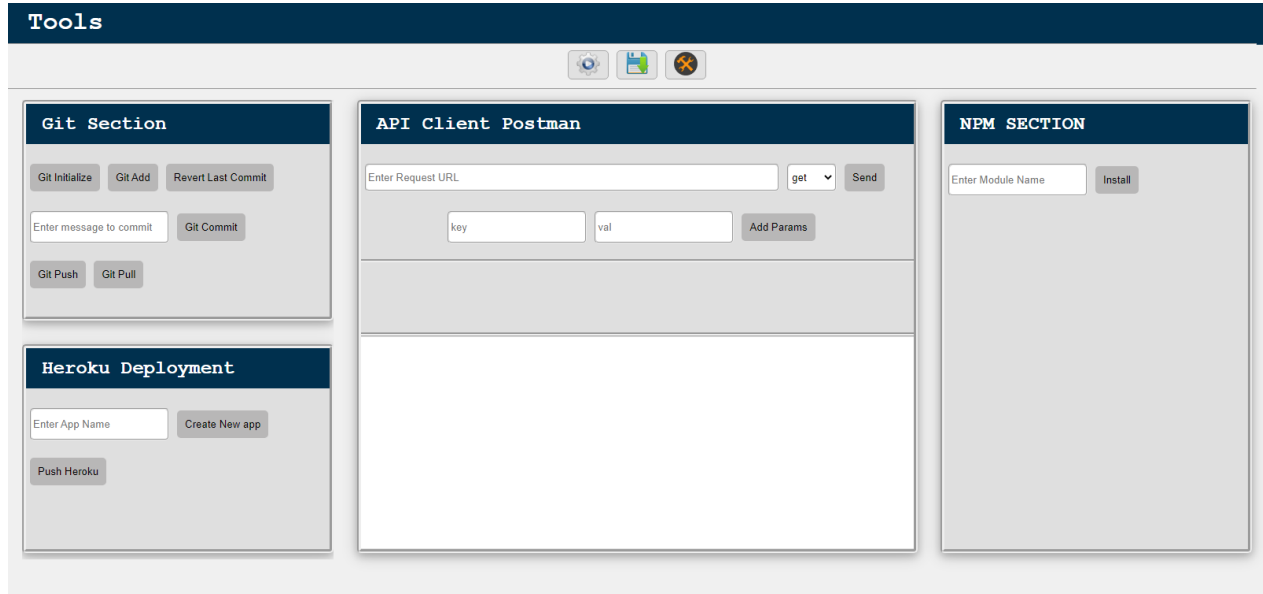 Tools
Git Section
Git Initialize Git Add Revert Last Commit
Enter message to commit Git Commit
Git Push Git Pull
Heroku Deployment
Enter App Name Create New app
Push Heroku
API Client Postman
Enter Request URL get Send
key val Add Params
NPM SECTION
Enter Module Name Install